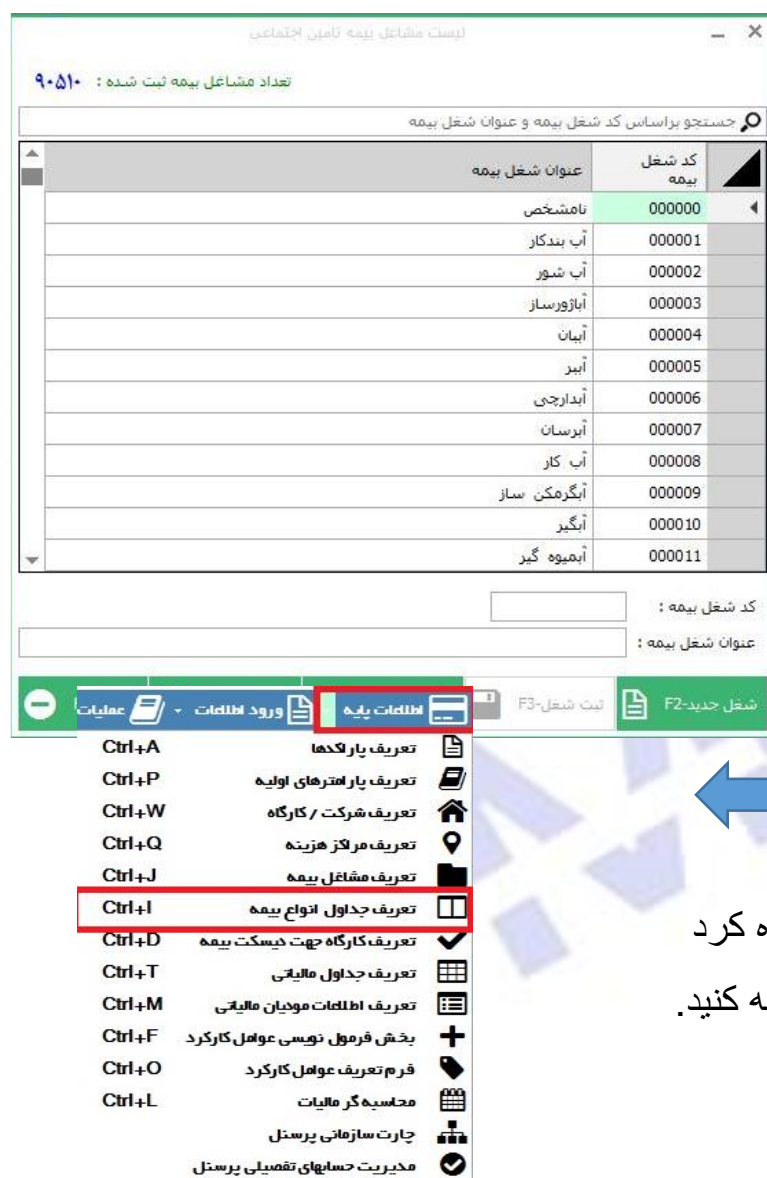 لیست مشاغل بیمه تامین اجتماعی
تعداد مشاغل بیمه ثبت شده : ۹۰۵۱۰
جستجو براساس کد شغل بیمه و عنوان شغل بیمه
کد شغل بیمه عنوان شغل بیمه
000000 نامشخص
000001 آب بندکار
000002 آب شور
000003 آباژورساز
000004 آبیان
000005 آببر
000006 آبدارچی
000007 آبرسان
000008 آب کار
000009 آبگرمکن ساز
000010 آبگیر
000011 آبمیوه گیر
کد شغل بیمه :
عنوان شغل بیمه :
شغل جدید-F2 ثبت شغل-F3
اطلاعات پایه ورود اطلاعات عملیات
تعریف پاراکدها Ctrl+A
تعریف پارامترهای اولیه Ctrl+P
تعریف شرکت / کارگاه Ctrl+W
تعریف مراکز هزینه Ctrl+Q
تعریف مشاغل بیمه Ctrl+J
تعریف جداول انواع بیمه Ctrl+I
تعریف کارگاه جهت دیسکت بیمه Ctrl+D
تعریف جداول مالیاتی Ctrl+T
تعریف اطلاعات مودیان مالیاتی Ctrl+M
بخش فرمول نویسی عوامل کارکرد Ctrl+F
فرم تعریف عوامل کارکرد Ctrl+O
محاسبه گر مالیات Ctrl+L
چارت سازمانی پرسنل
مدیریت حسابهای تفصیلی پرسنل
ه کرد
ه کنید.